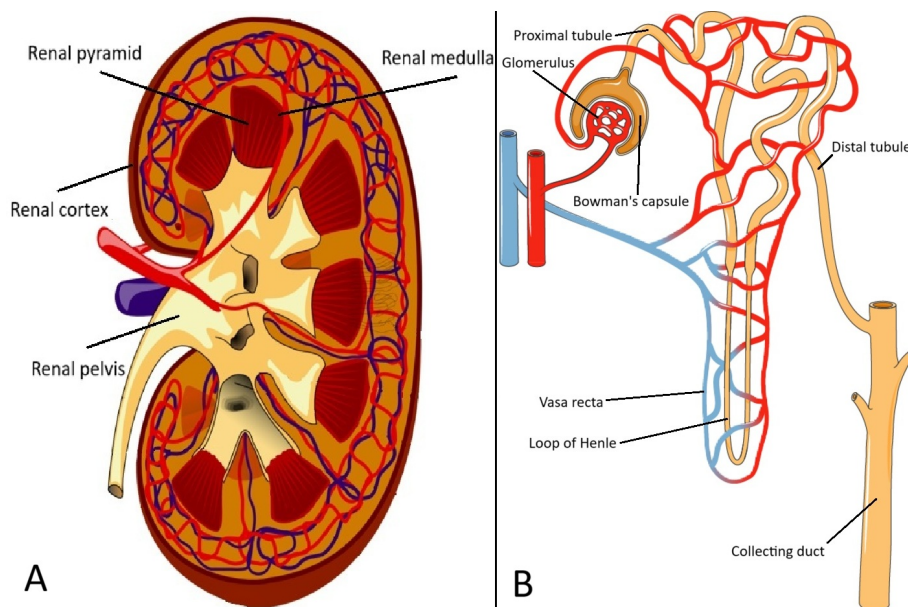 Renal pyramid
Renal medulla
Renal cortex
Renal pelvis
A
Proximal tubule
Glomerulus
Bowman's capsule
Distal tubule
Vasa recta
Loop of Henle
Collecting duct
B